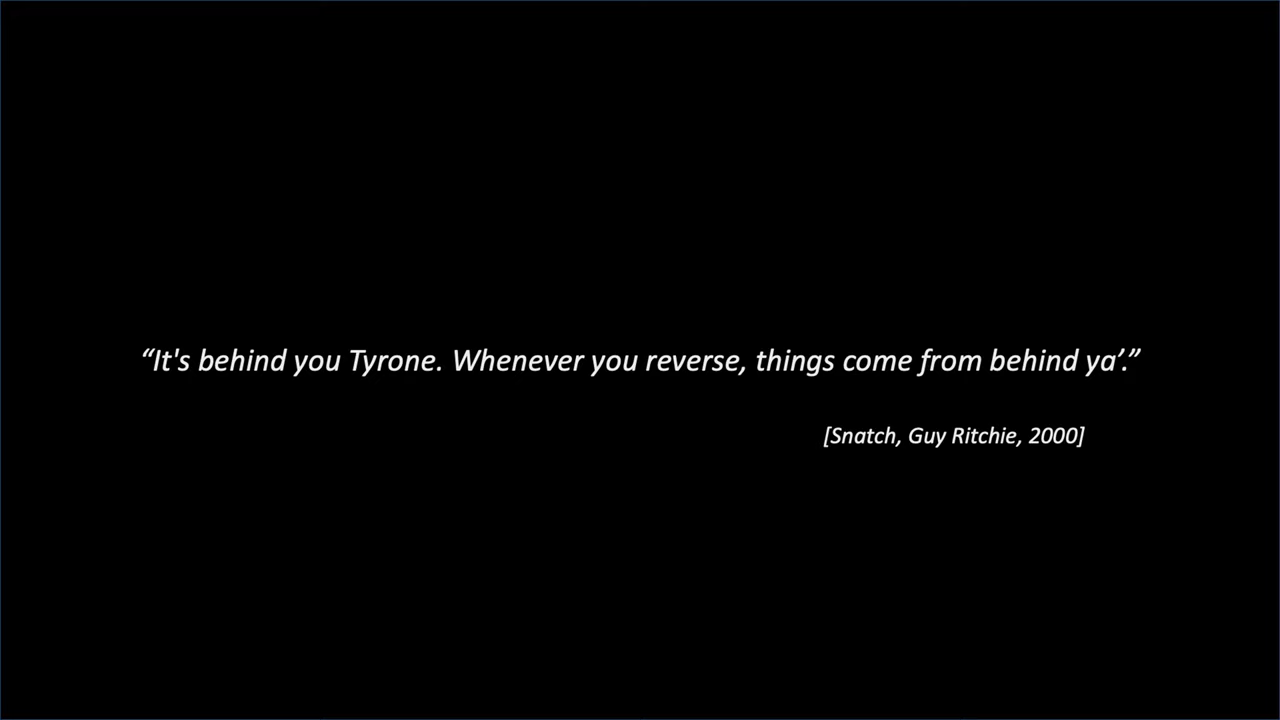 “It's behind you Tyrone. Whenever you reverse, things come from behind ya’.”
[Snatch, Guy Ritchie, 2000]